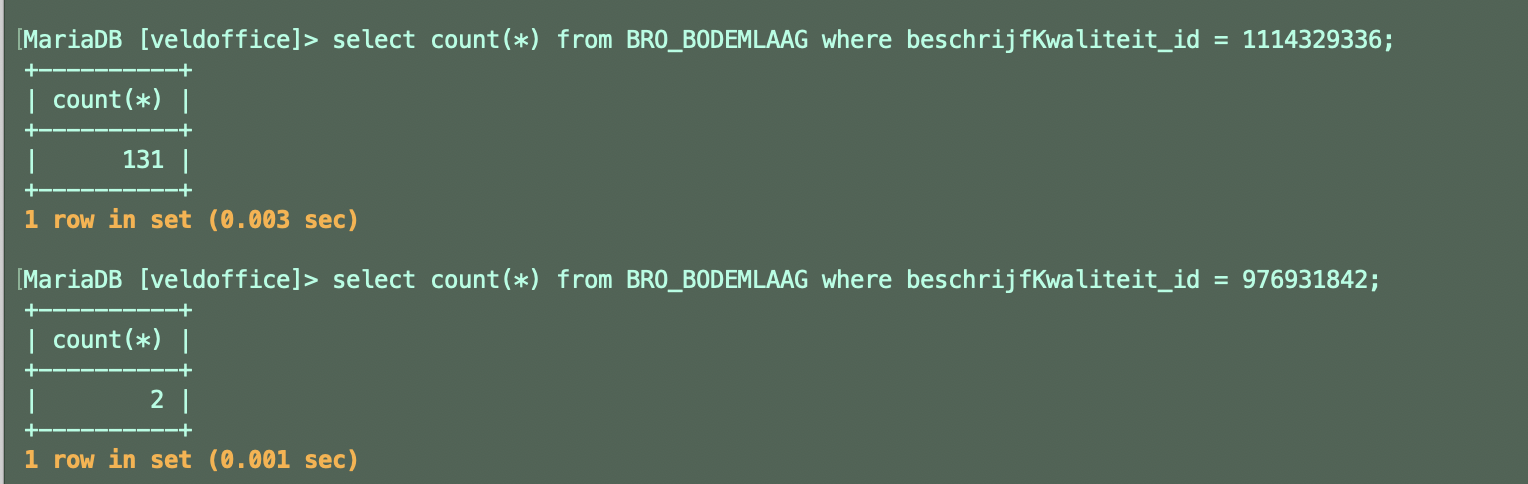 MariaDB [veldoffice]> select count(*) from BRO_BODEMLAAG where beschrijfKwaliteit_id = 1114329336;
+----------+
| count(*) |
+----------+
|      131 |
+----------+
1 row in set (0.003 sec)
MariaDB [veldoffice]> select count(*) from BRO_BODEMLAAG where beschrijfKwaliteit_id = 976931842;
+----------+
| count(*) |
+----------+
|        2 |
+----------+
1 row in set (0.001 sec)